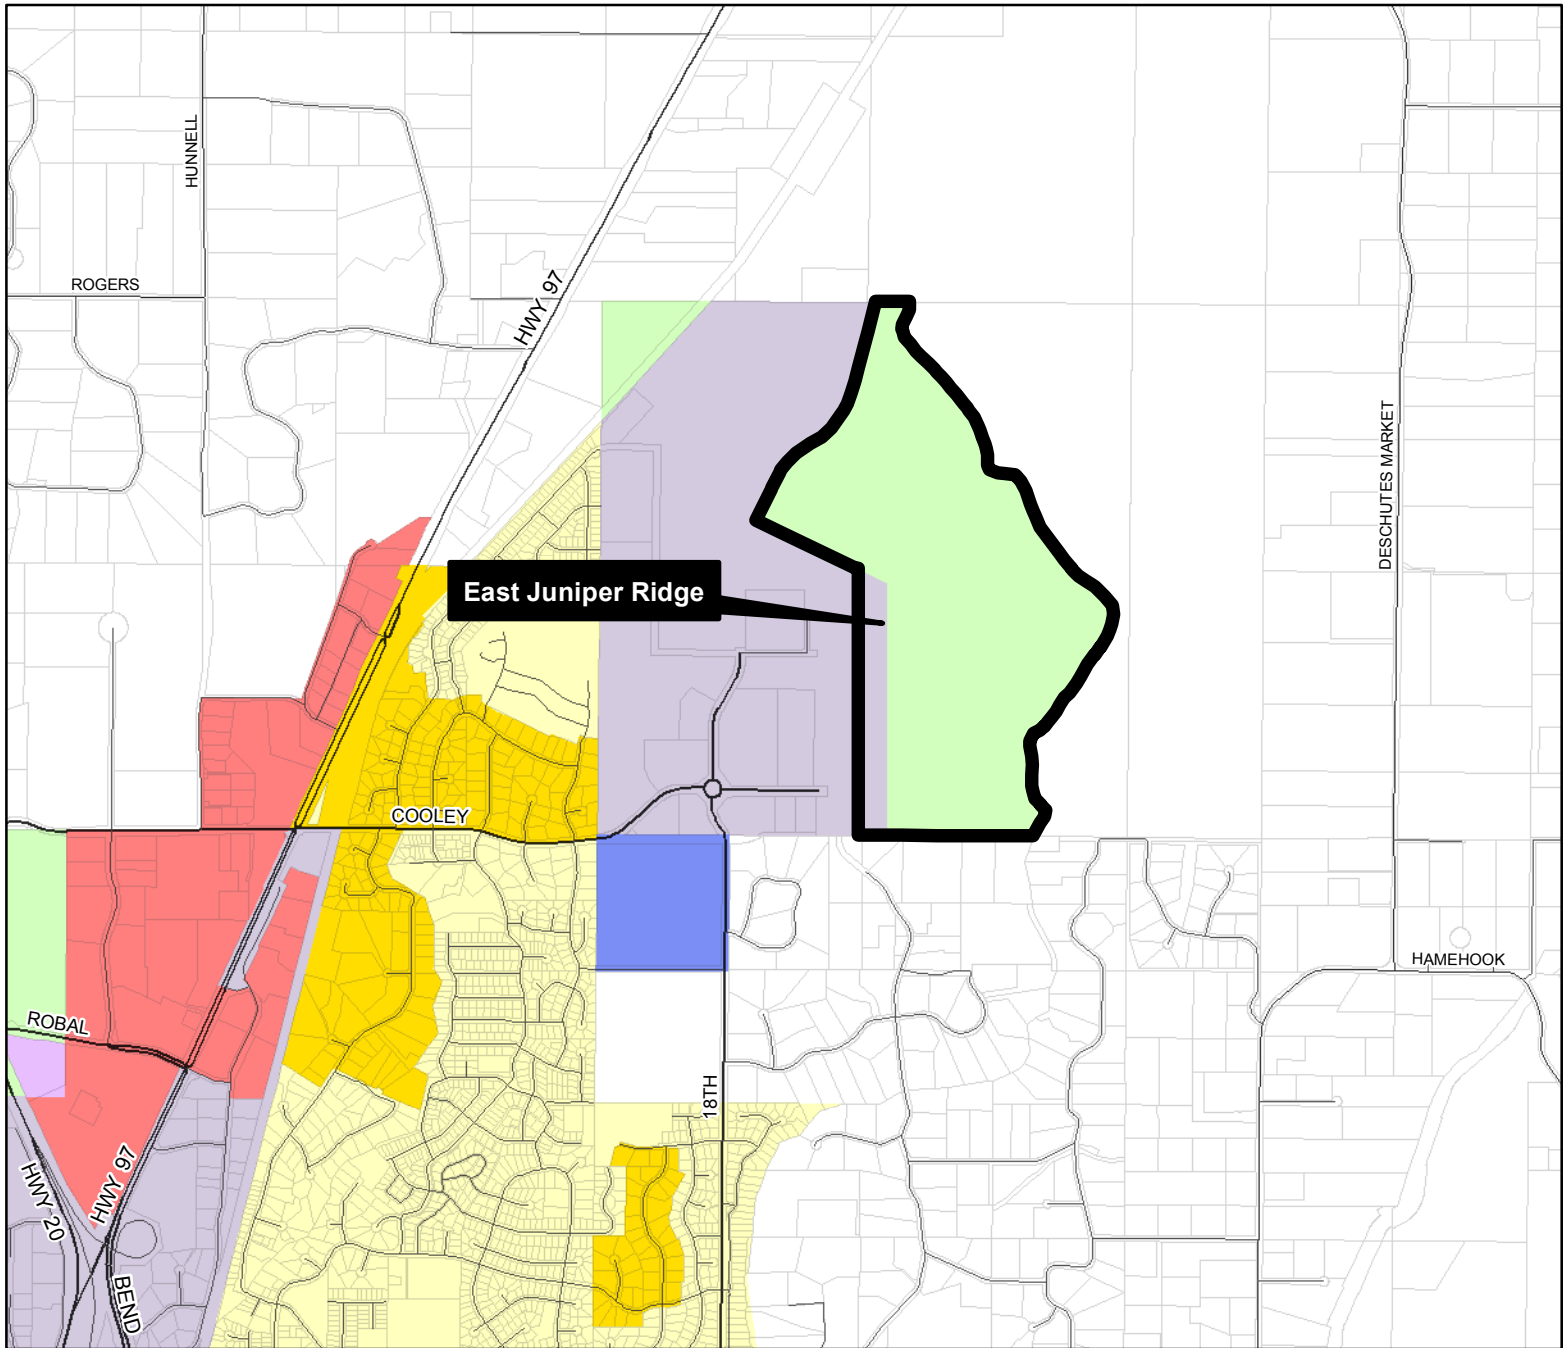 HUNNELL
ROGERS
HWY 97
DESCHUTES MARKET
East Juniper Ridge
COOLEY
HAMEHOOK
ROBAL
18TH
HWY 97
HWY 20
BEND